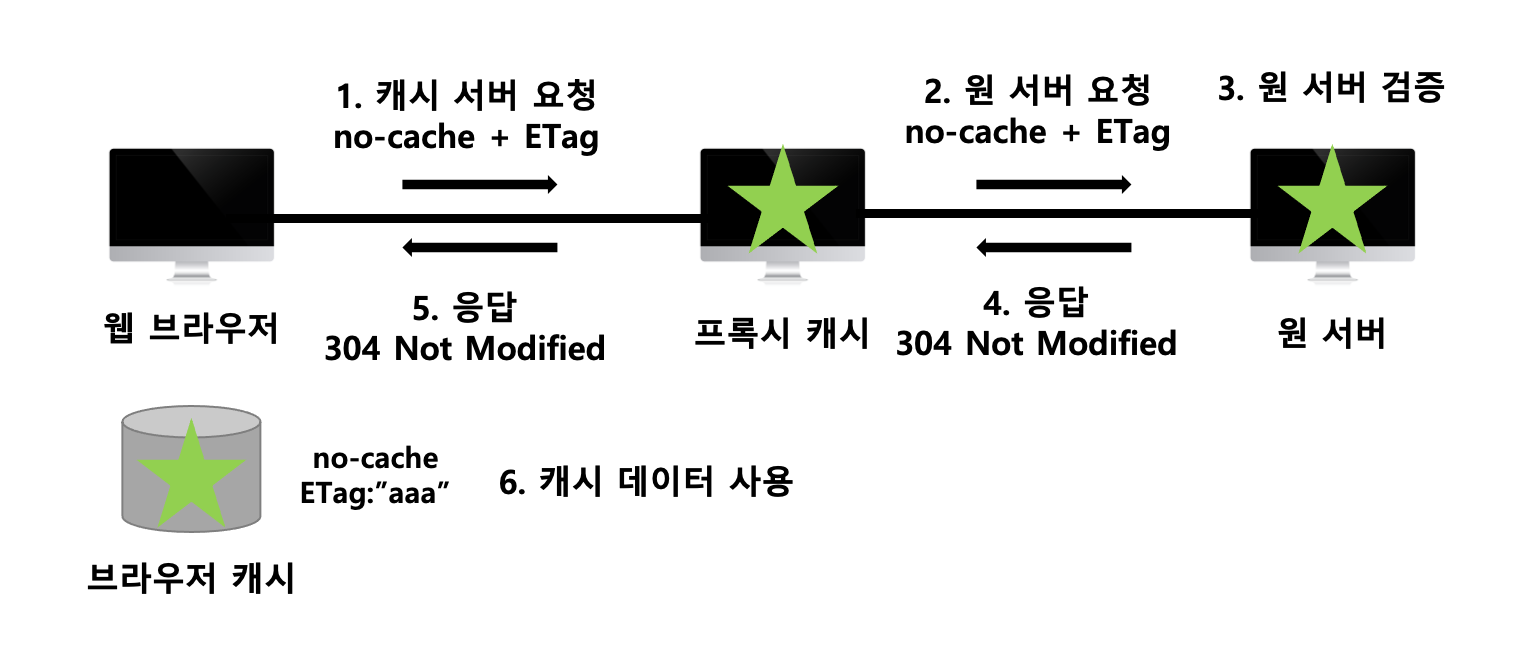 1. 캐시 서버 요청
no-cache + ETag
2. 원 서버 요청
no-cache + ETag
3. 원 서버 검증
웹 브라우저
5. 응답
304 Not Modified
프록시 캐시
4. 응답
304 Not Modified
원 서버
no-cache
ETag:”aaa”
6. 캐시 데이터 사용
브라우저 캐시